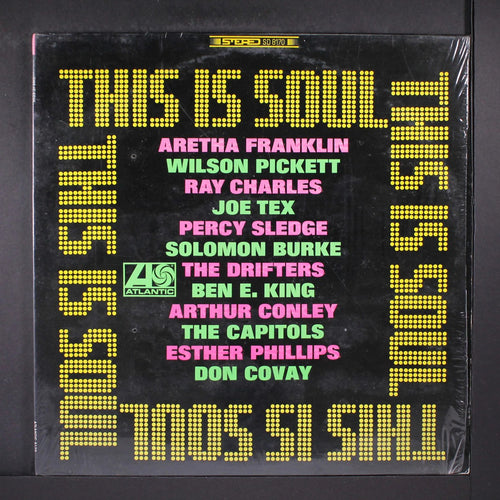 STEREO SD 8170
THIS IS SOUL
THIS IS SOUL
THIS IS SOUL
THIS IS SOUL
ARETHA FRANKLIN
WILSON PICKETT
RAY CHARLES
JOE TEX
PERCY SLEDGE
SOLOMON BURKE
THE DRIFTERS
BEN E. KING
ARTHUR CONLEY
THE CAPITOLS
ESTHER PHILLIPS
DON COVAY
ATLANTIC